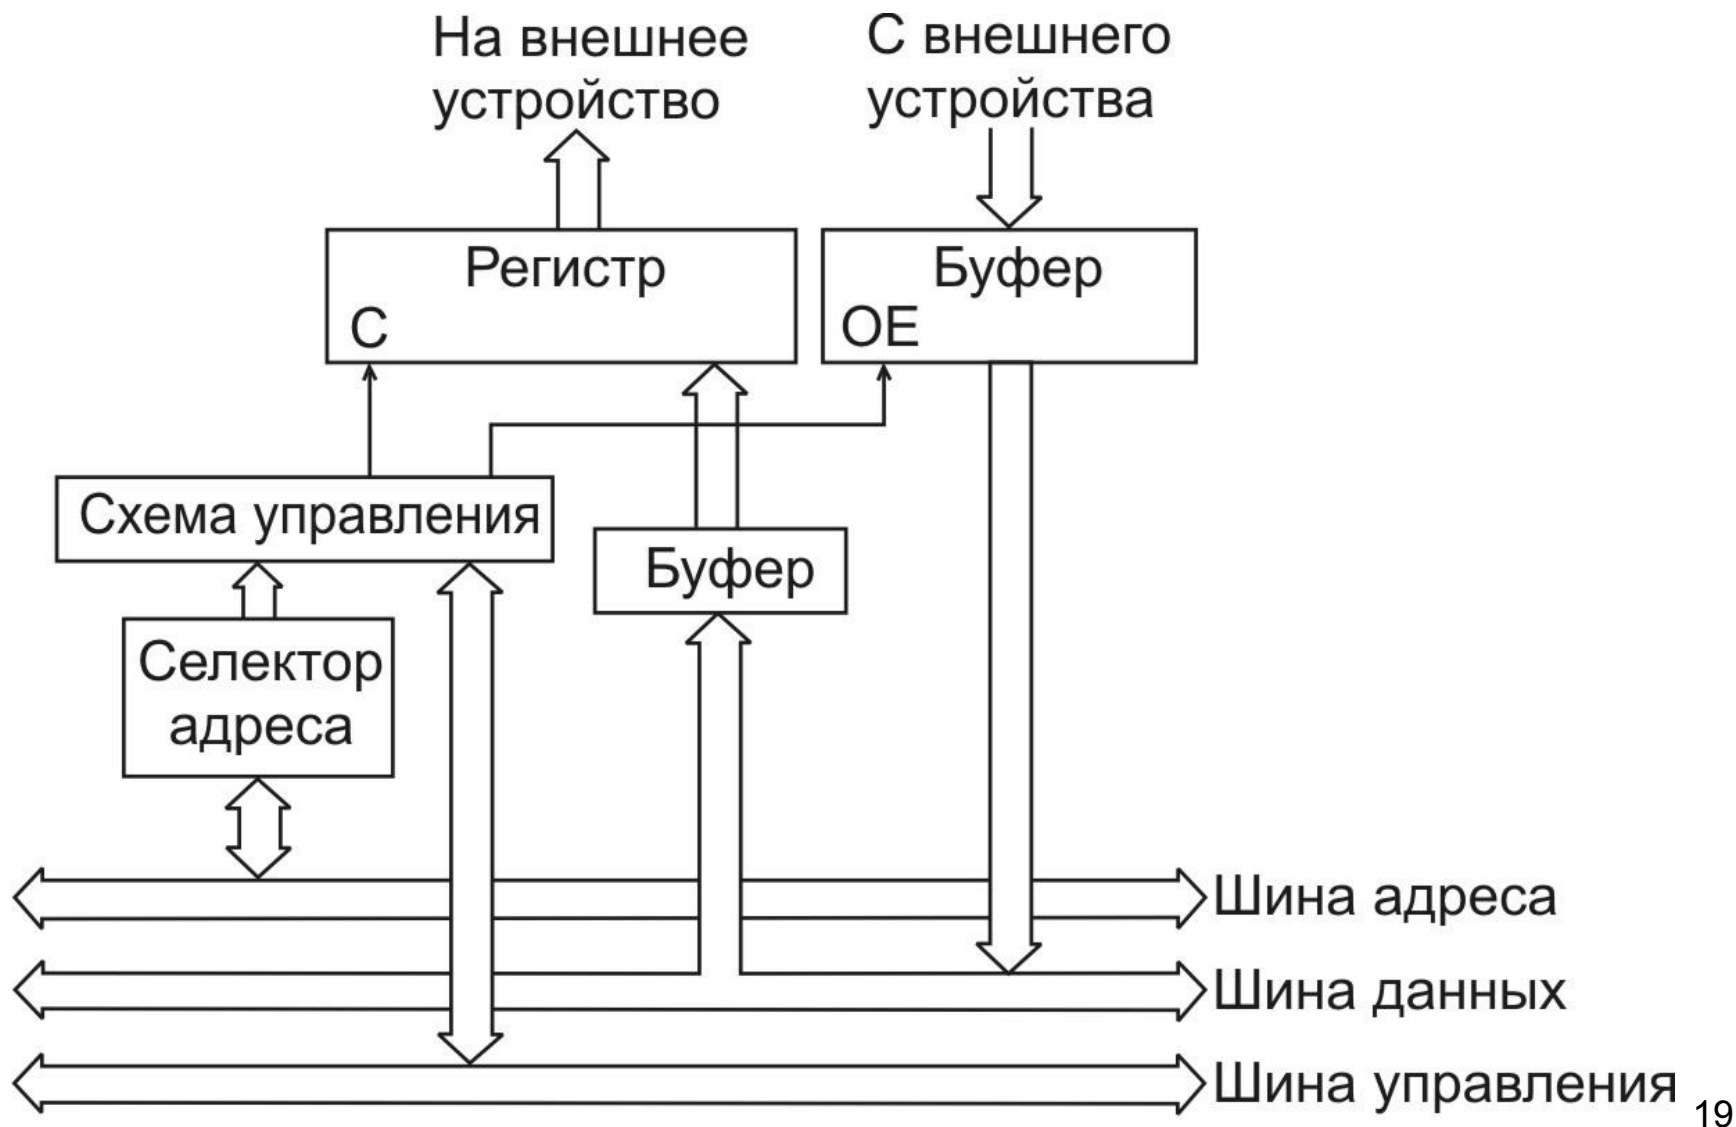 На внешнее
устройство
С внешнего
устройства
Регистр
С
Буфер
ОЕ
Схема управления
Буфер
Селектор
адреса
Шина адреса
Шина данных
Шина управления
19